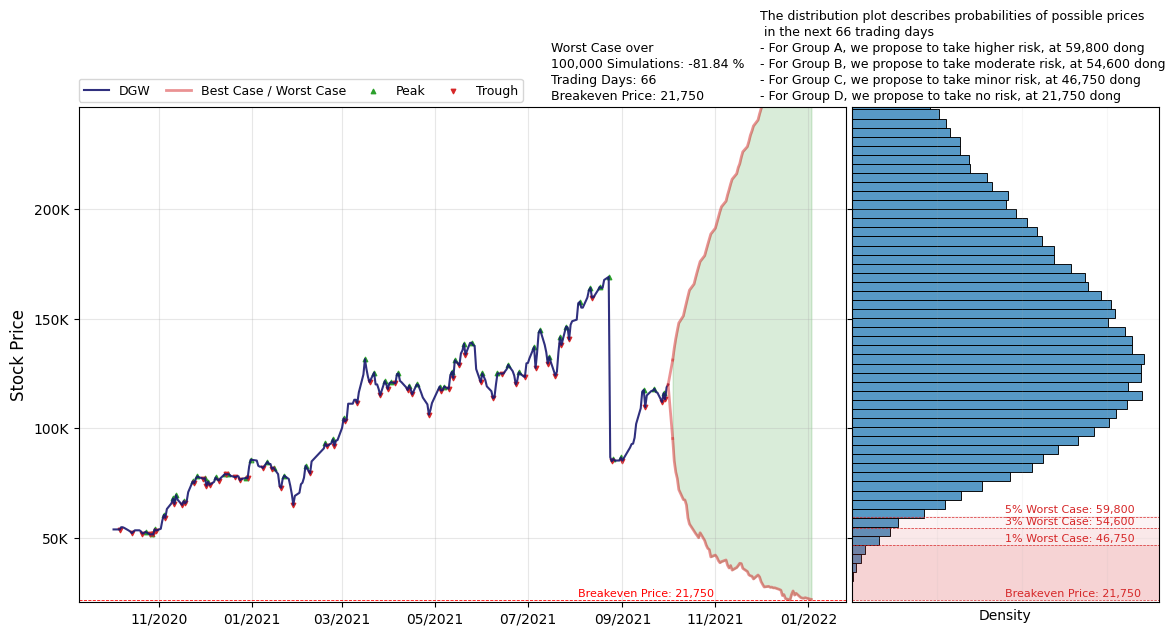 The distribution plot describes probabilities of possible prices
in the next 66 trading days
- For Group A, we propose to take higher risk, at 59,800 dong
- For Group B, we propose to take moderate risk, at 54,600 dong
- For Group C, we propose to take minor risk, at 46,750 dong
- For Group D, we propose to take no risk, at 21,750 dong
Worst Case over
100,000 Simulations: -81.84 %
Trading Days: 66
Breakeven Price: 21,750
DGW
Best Case / Worst Case
Peak
Trough
Stock Price
200K
150K
100K
50K
Breakeven Price: 21,750
11/2020
01/2021
03/2021
05/2021
07/2021
09/2021
11/2021
01/2022
5% Worst Case: 59,800
3% Worst Case: 54,600
1% Worst Case: 46,750
Breakeven Price: 21,750
Density